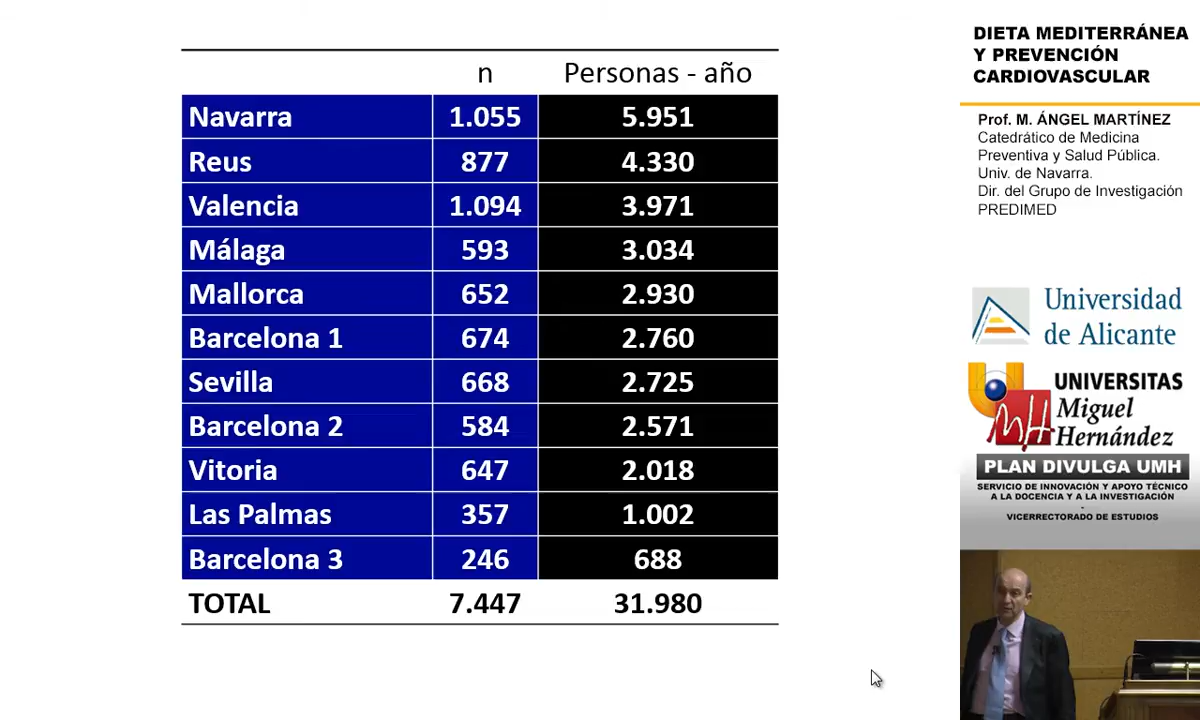 n Personas - año
Navarra 1.055 5.951
Reus 877 4.330
Valencia 1.094 3.971
Málaga 593 3.034
Mallorca 652 2.930
Barcelona 1 674 2.760
Sevilla 668 2.725
Barcelona 2 584 2.571
Vitoria 647 2.018
Las Palmas 357 1.002
Barcelona 3 246 688
TOTAL 7.447 31.980
DIETA MEDITERRÁNEA
Y PREVENCIÓN
CARDIOVASCULAR
Prof. M. ÁNGEL MARTÍNEZ
Catedrático de Medicina
Preventiva y Salud Pública.
Univ. de Navarra.
Dir. del Grupo de Investigación
PREDIMED
Universidad
de Alicante
UNIVERSITAS
Miguel
Hernández
PLAN DIVULGA UMH
SERVICIO DE INNOVACIÓN Y APOYO TÉCNICO
A LA DOCENCIA Y A LA INVESTIGACIÓN
-
VICERRECTORADO DE ESTUDIOS